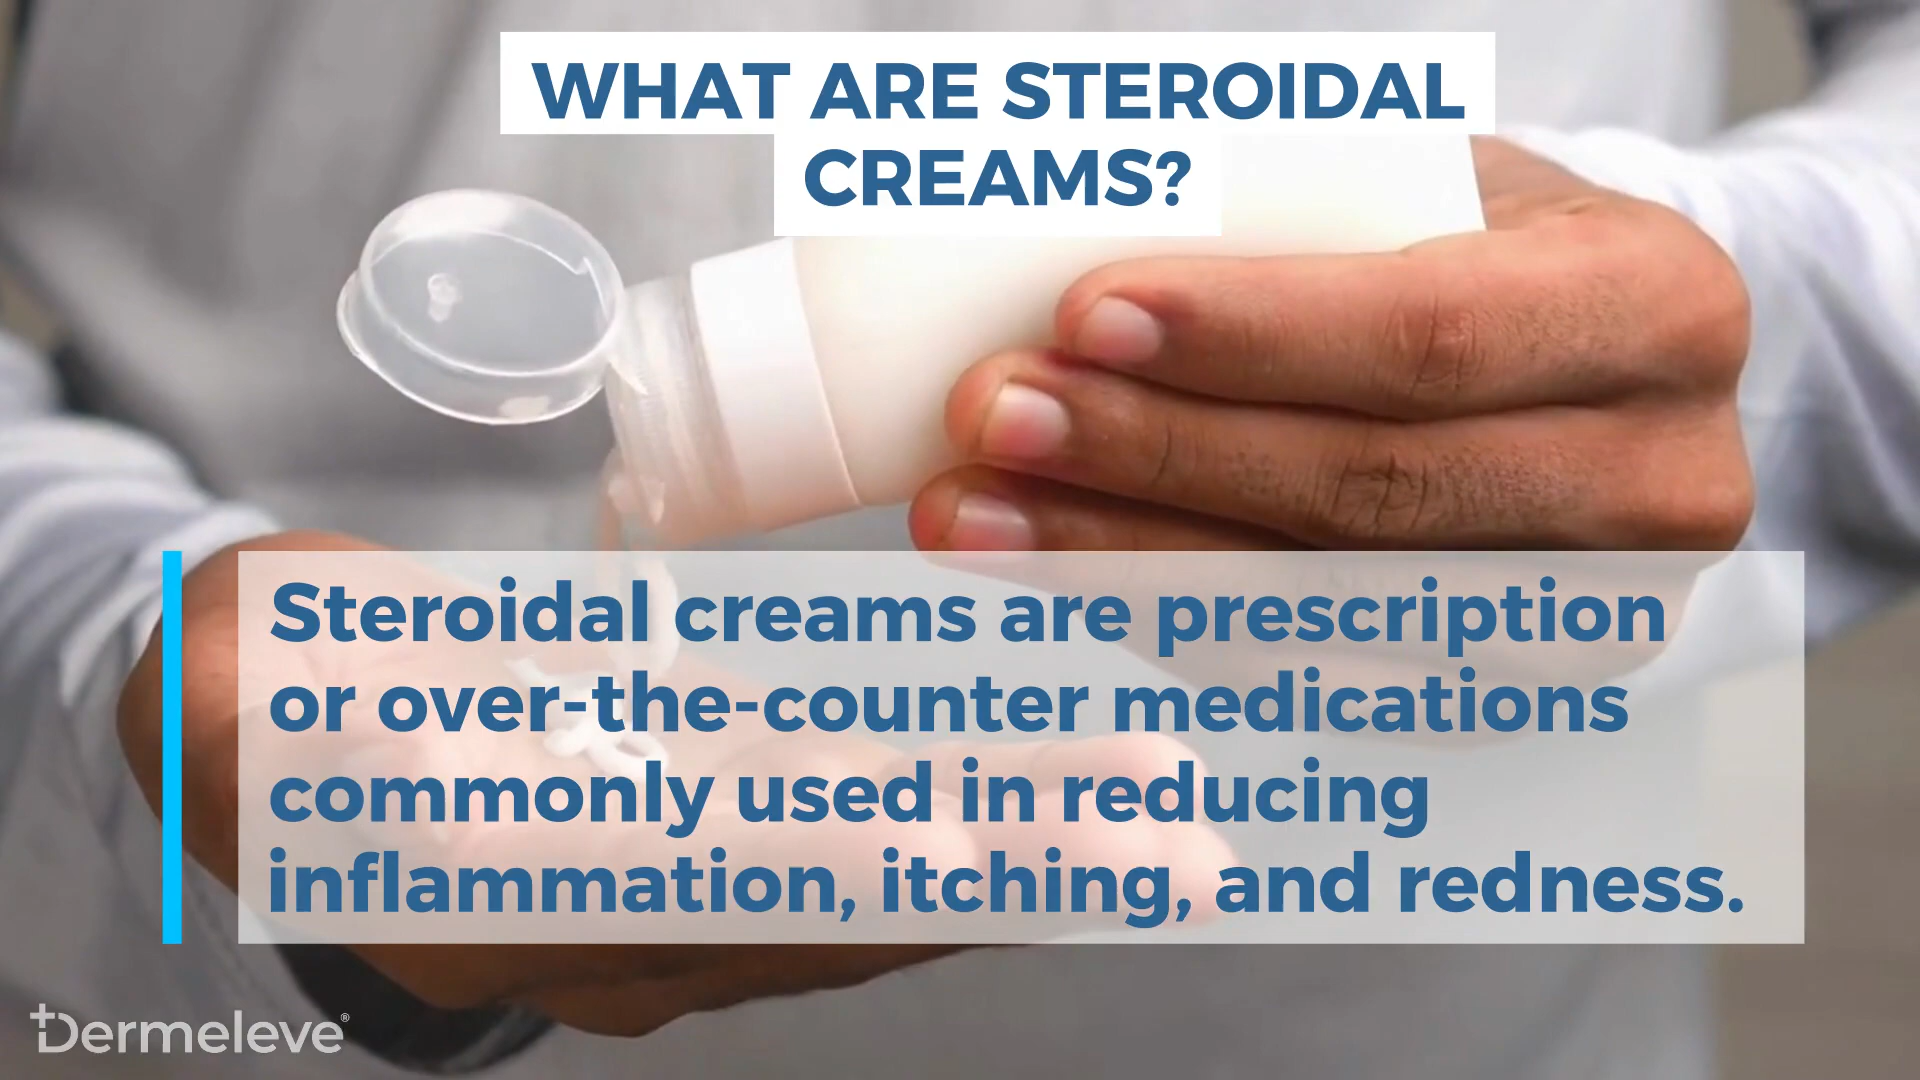 WHAT ARE STEROIDAL
CREAMS?
Steroidal creams are prescription
or over-the-counter medications
commonly used in reducing
inflammation, itching, and redness.
Dermeleve®